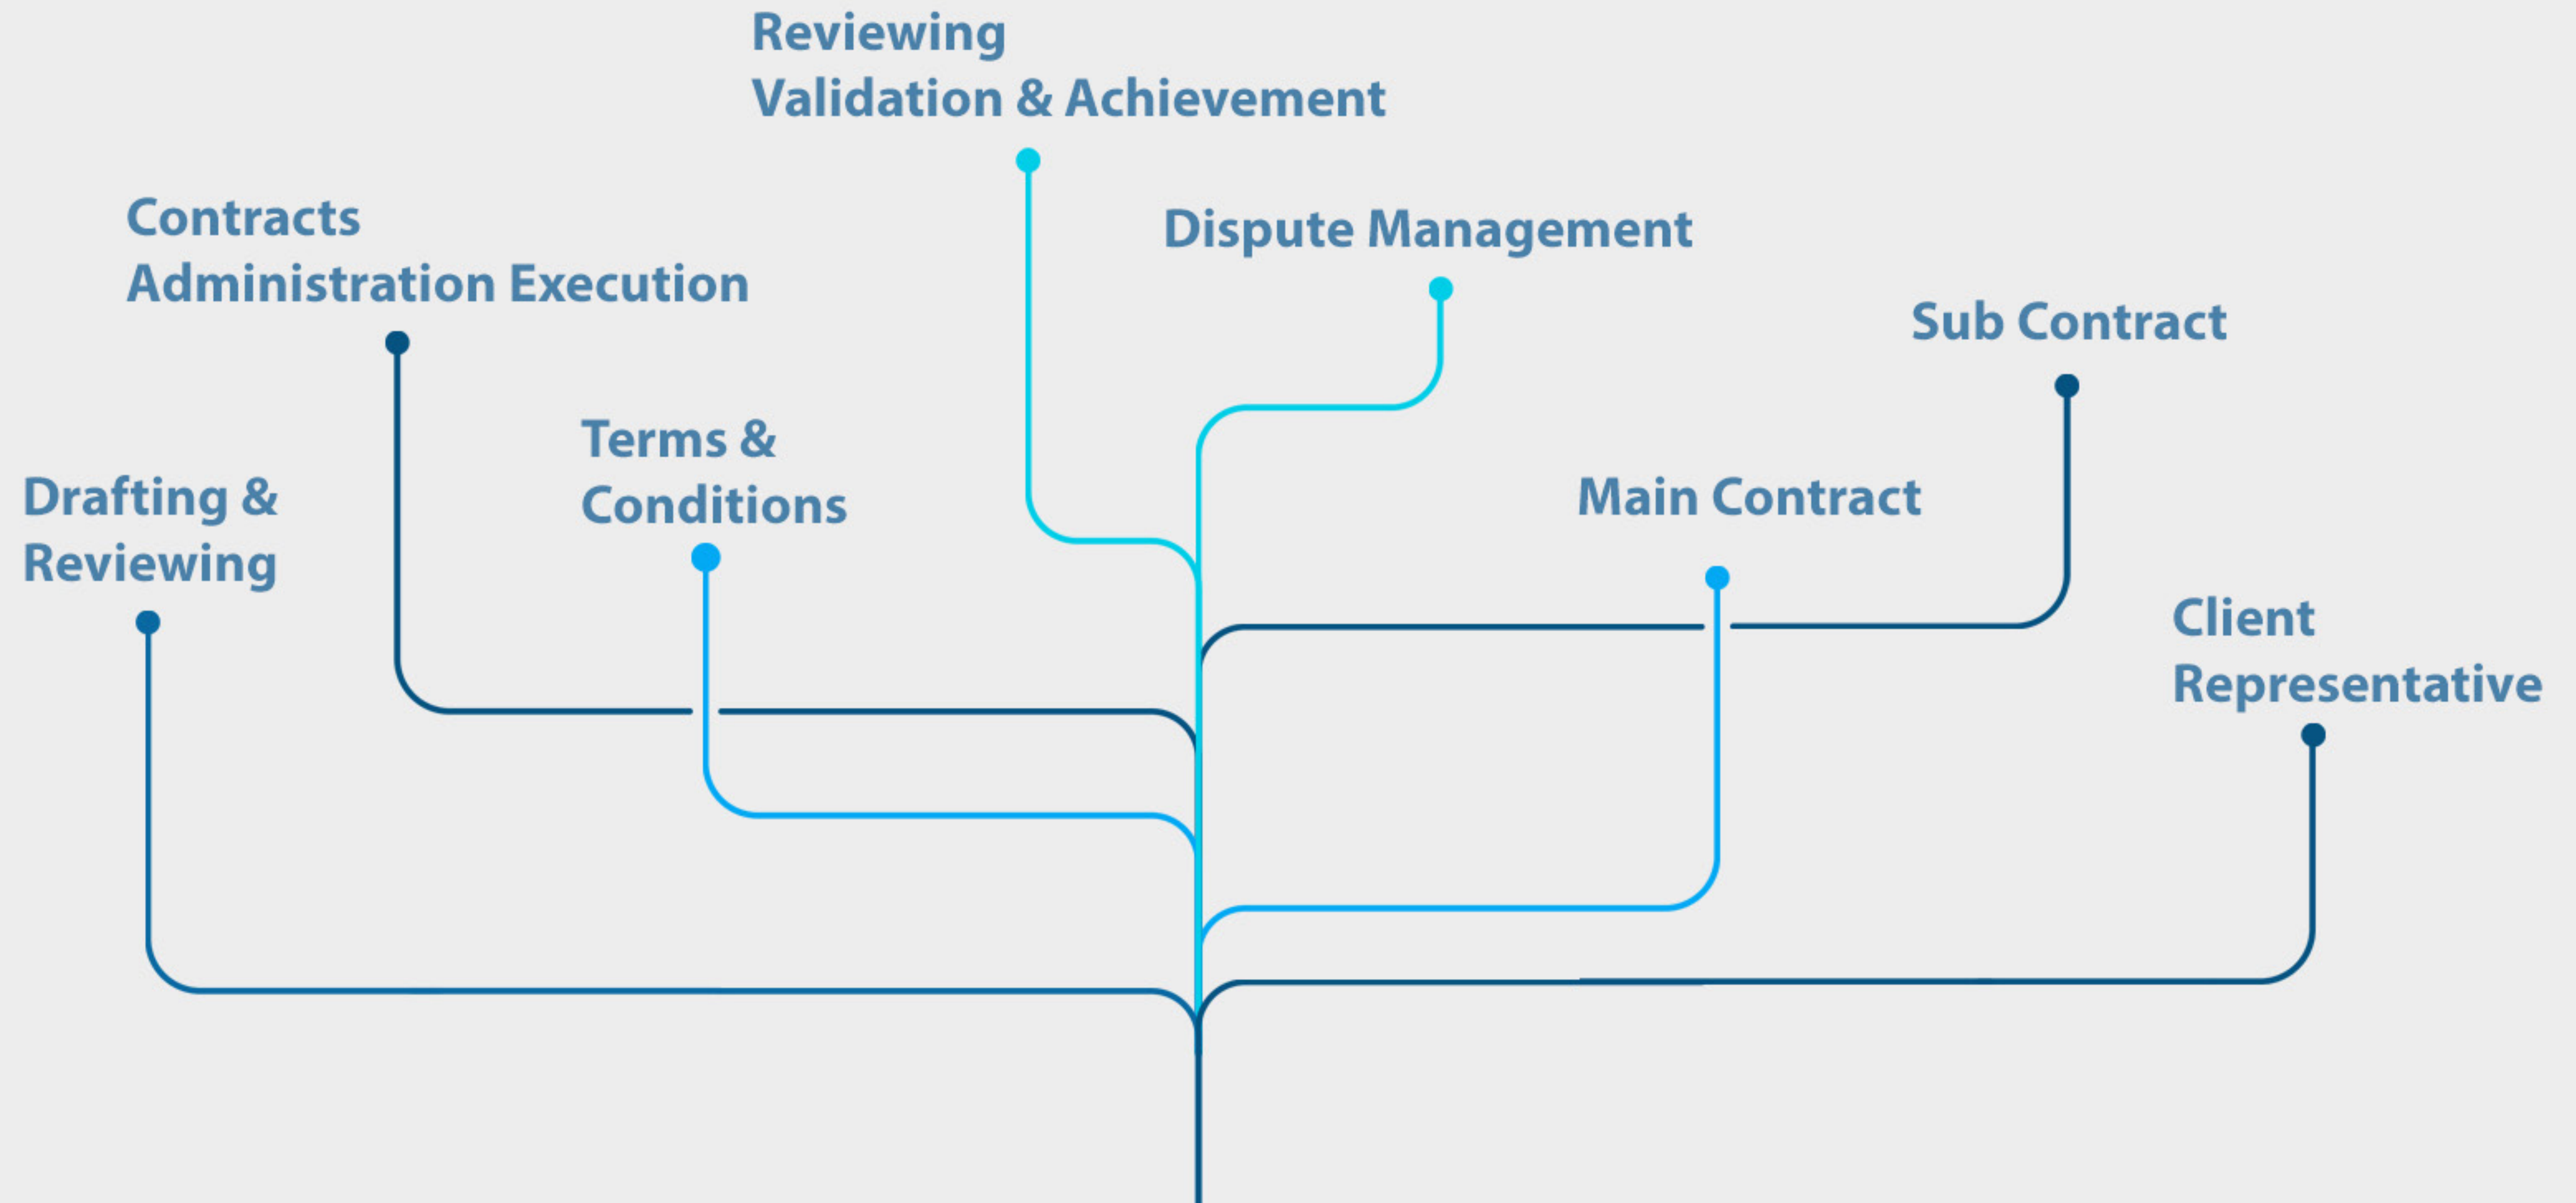 Reviewing
Validation & Achievement
Contracts
Administration Execution
Dispute Management
Sub Contract
Terms &
Conditions
Drafting &
Reviewing
Main Contract
Client
Representative